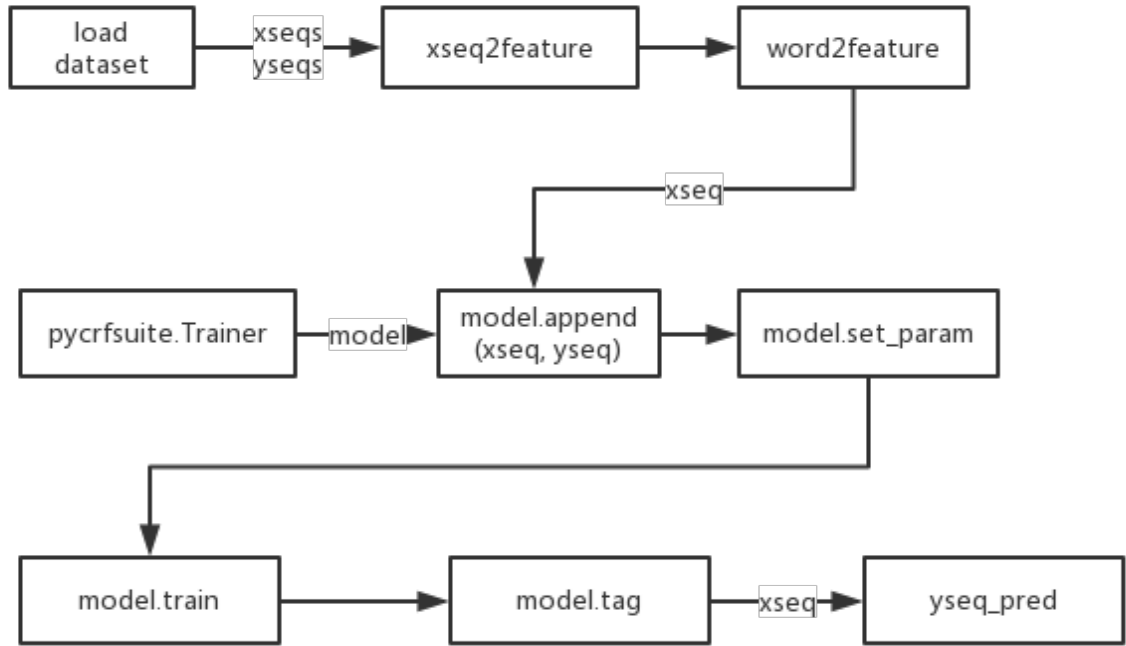 load
dataset
xseqs
yseqs
xseq2feature
word2feature
xseq
pycrfsuite.Trainer
model
model.append
(xseq, yseq)
model.set_param
model.train
model.tag
xseq
yseq_pred